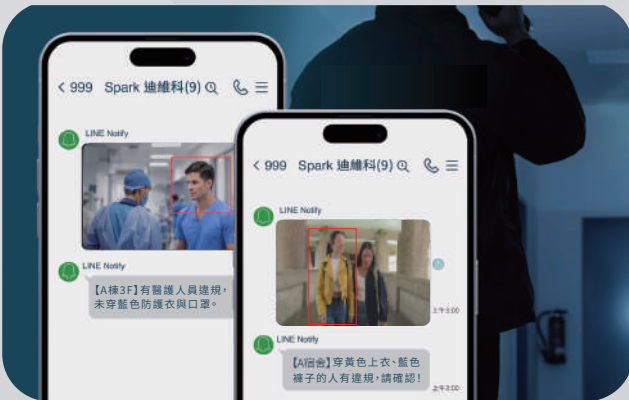 < 999 Spark 迪維科(9)
LINE Notify
LINE Notify
【A棟3F】有醫護人員違規,
未穿藍色防護衣與口罩。
< 999 Spark 迪維科(9)
LINE Notify
上午3:00
LINE Notify
【A宿舍】穿黃色上衣、藍色
褲子的人有違規,請確認!
上午3:00